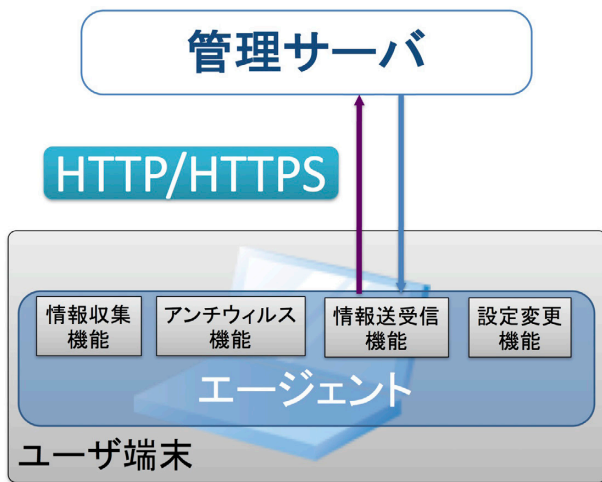 管理サーバ
HTTP/HTTPS
情報収集
機能
アンチウィルス
機能
情報送受信
機能
設定変更
機能
エージェント
ユーザ端末